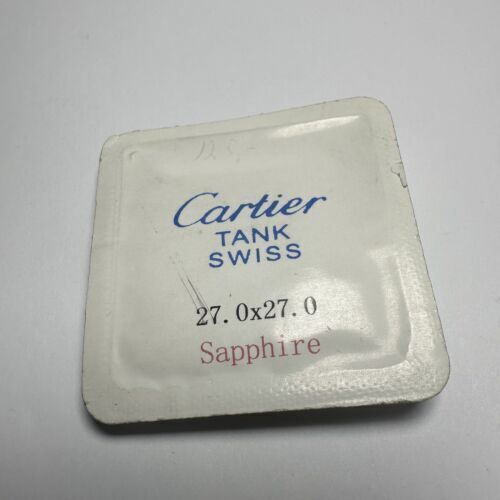 Cartier
TANK
SWISS
27.0x27.0
Sapphire